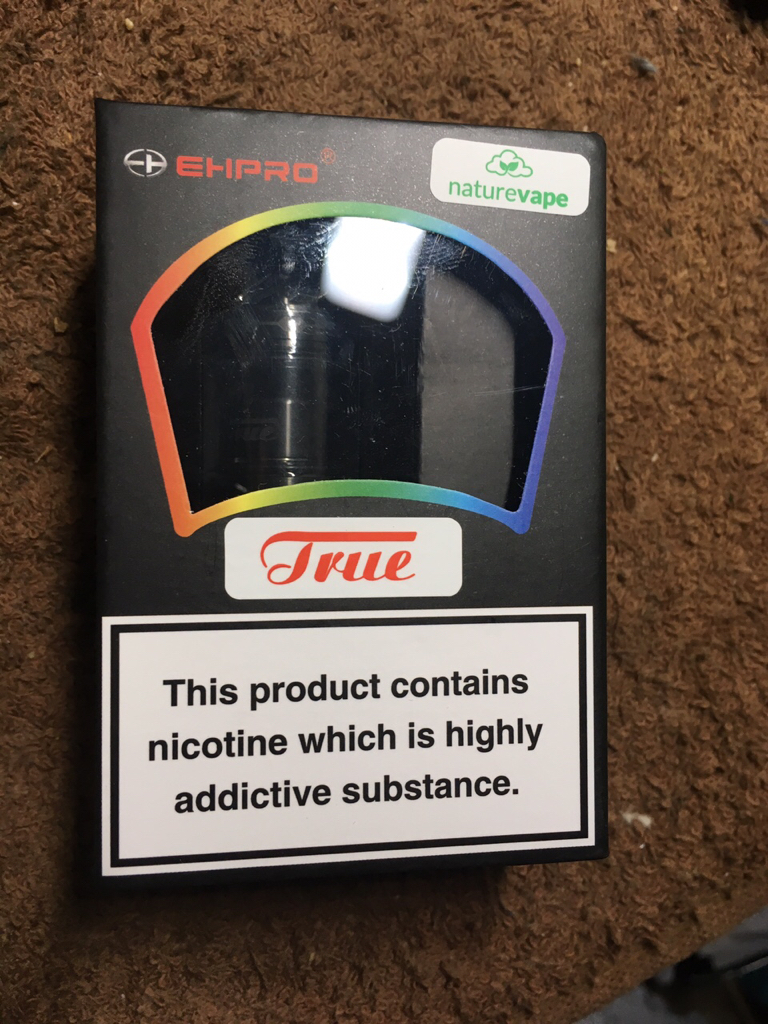 EHPRO®
naturevape
True
This product contains
nicotine which is highly
addictive substance.